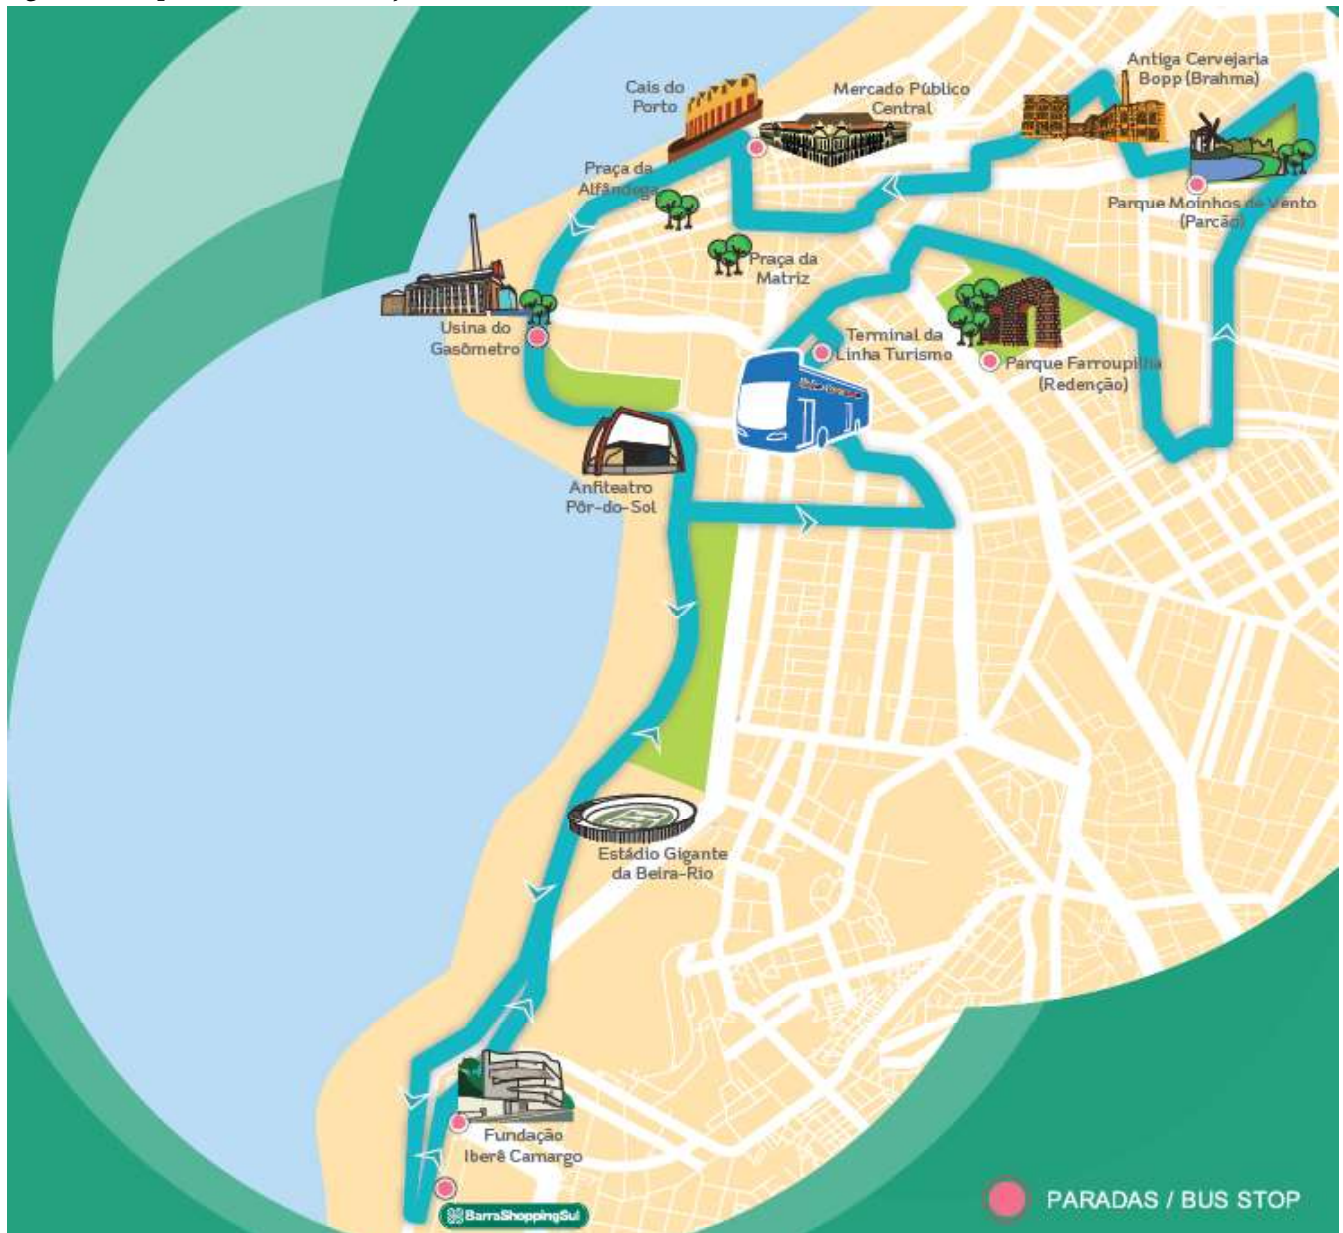 Antiga Cervejaria
Bopp (Brahma)
Cais do
Porto
Mercado Público
Central
Praça da
Alfândega
Parque Moinhos de Vento
(Parcão)
Praça da
Matriz
Usina do
Gasômetro
Terminal da
Linha Turismo
Parque Farroupilha
(Redenção)
Anfiteatro
Pôr-do-Sol
Estádio Gigante
da Beira-Rio
Fundação
Iberê Camargo
BarraShoppingSul
PARADAS / BUS STOP